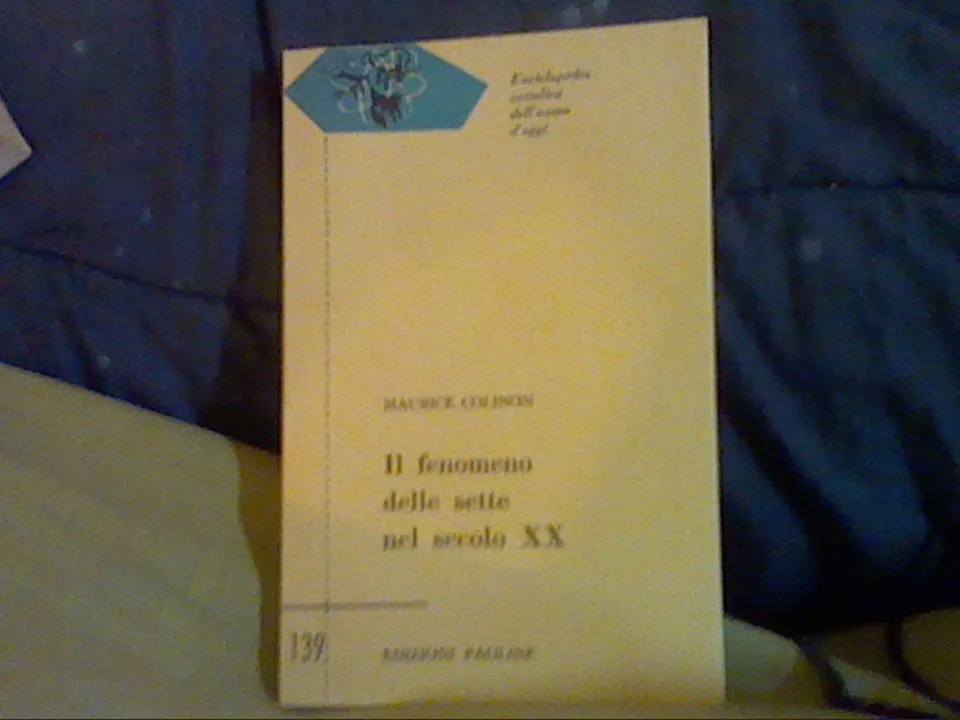 Enciclopedia
cattolica
dell'uomo
d'oggi
MAURICE COLINON
Il fenomeno
delle sette
nel secolo XX
139
EDIZIONI PAOLINE